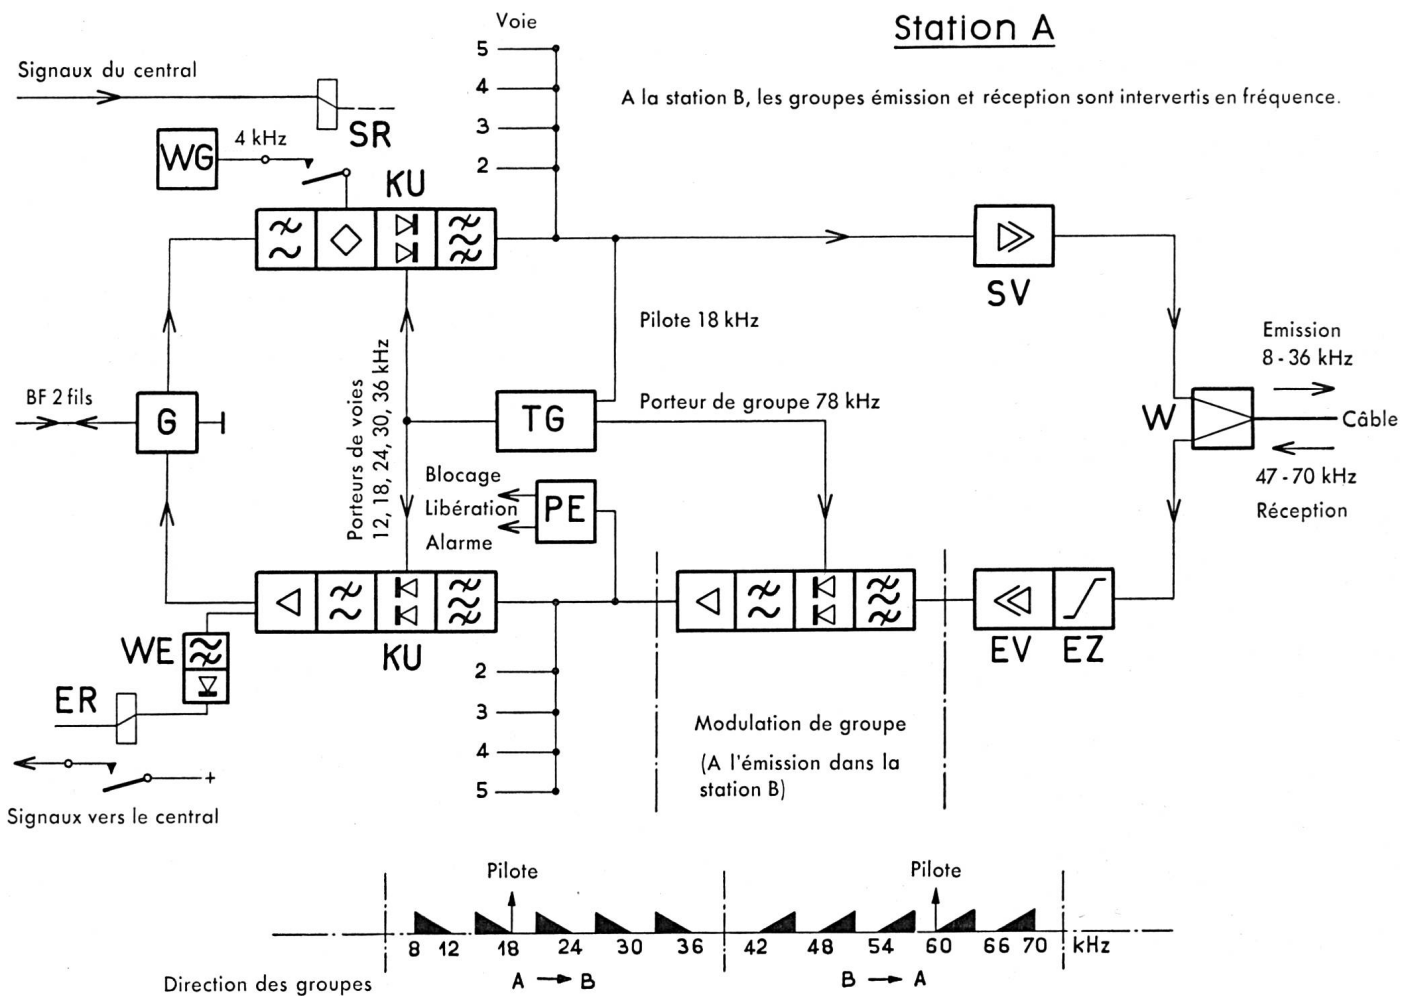 Station A
Voie
5
4
3
2
Signaux du central
A la station B, les groupes émission et réception sont intervertis en fréquence.
SR
WG
4 kHz
KU
SV
Pilote 18 kHz
Emission
8-36 kHz
BF 2 fils
G
Porteurs de voies
12, 18, 24, 30, 36 kHz
TG
Porteur de groupe 78 kHz
W
Câble
47-70 kHz
Réception
Blocage
Libération
Alarme
PE
WE
KU
EV
EZ
ER
2
3
4
5
Modulation de groupe
(A l'émission dans la
station B)
+
Signaux vers le central
Pilote
Pilote
8 12 18 24 30 36 42 48 54 60 66 70 kHz
Direction des groupes
A → B
B → A